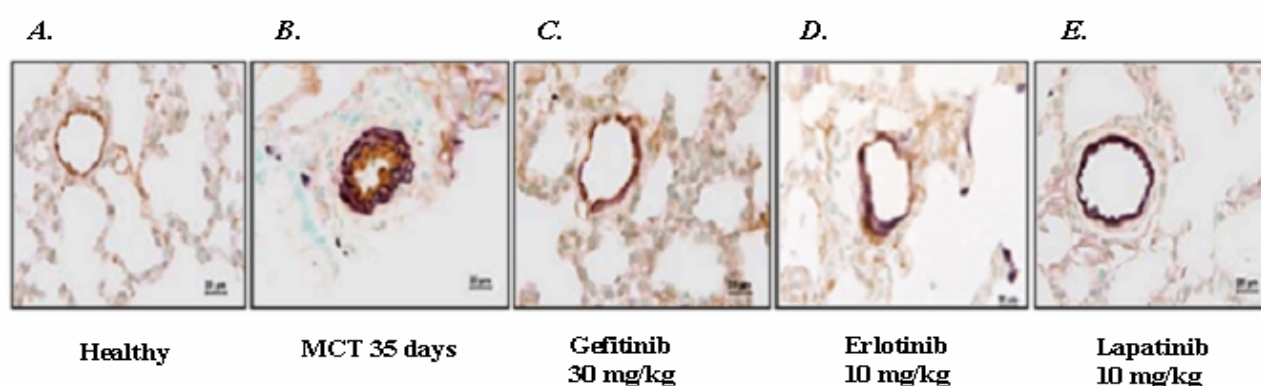 A. B. C. D. E.
Healthy MCT 35 days Gefitinib Erlotinib Lapatinib
30 mg/kg 10 mg/kg 10 mg/kg